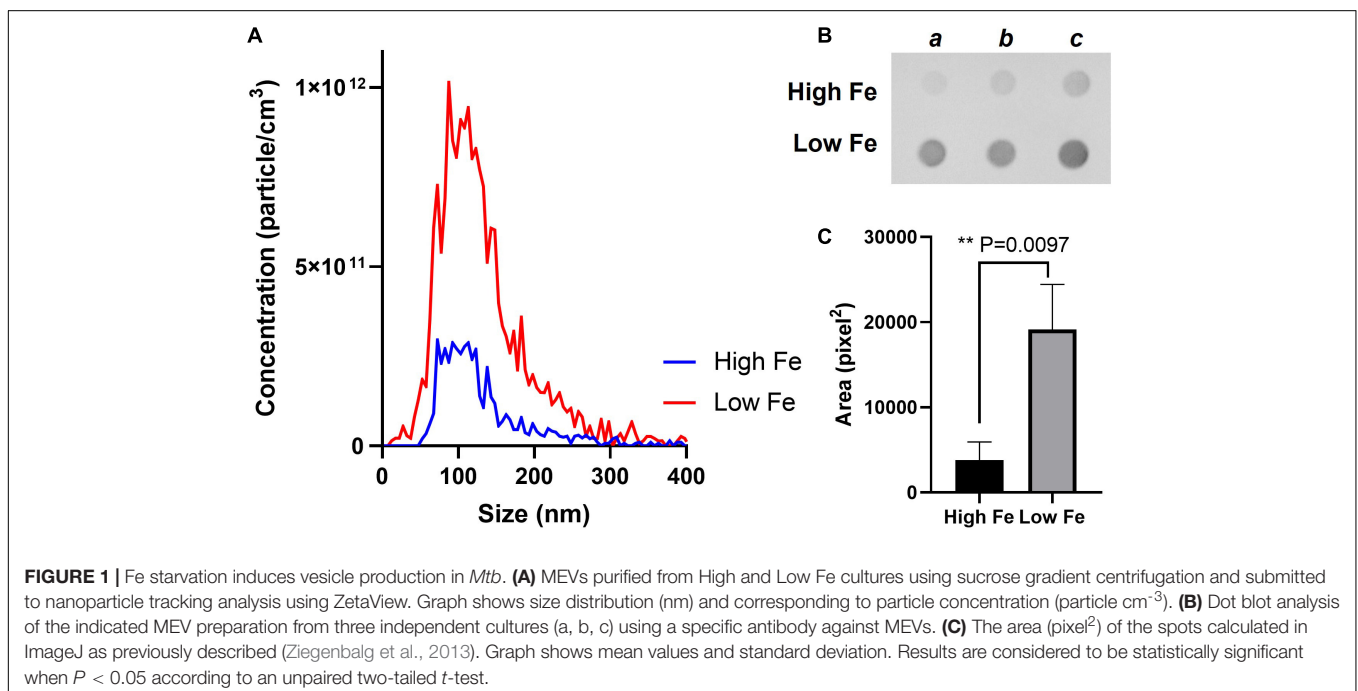 A
Concentration (particle/cm³)
1×10¹²
5×10¹¹
0
0 100 200 300 400
Size (nm)
High Fe
Low Fe
B
a b c
High Fe
Low Fe
C
Area (pixel²)
30000
20000
10000
0
** P=0.0097
High Fe Low Fe
FIGURE 1 | Fe starvation induces vesicle production in Mtb. (A) MEVs purified from High and Low Fe cultures using sucrose gradient centrifugation and submitted
to nanoparticle tracking analysis using ZetaView. Graph shows size distribution (nm) and corresponding to particle concentration (particle cm⁻³). (B) Dot blot analysis
of the indicated MEV preparation from three independent cultures (a, b, c) using a specific antibody against MEVs. (C) The area (pixel²) of the spots calculated in
ImageJ as previously described (Ziegenbalg et al., 2013). Graph shows mean values and standard deviation. Results are considered to be statistically significant
when P < 0.05 according to an unpaired two-tailed t-test.